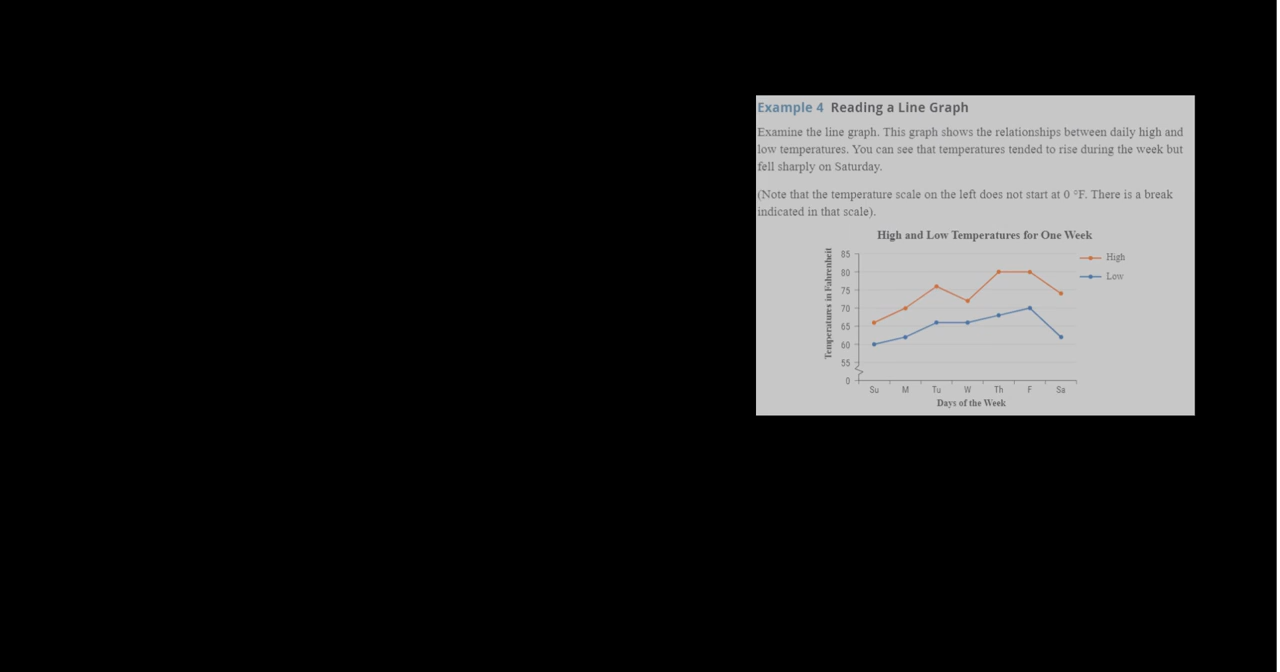 Example 4 Reading a Line Graph
Examine the line graph. This graph shows the relationships between daily high and
low temperatures. You can see that temperatures tended to rise during the week but
fell sharply on Saturday.
(Note that the temperature scale on the left does not start at 0 °F. There is a break
indicated in that scale).
High and Low Temperatures for One Week
Temperatures in Fahrenheit
85
80
75
70
65
60
55
0
Su M Tu W Th F Sa
Days of the Week
High
Low